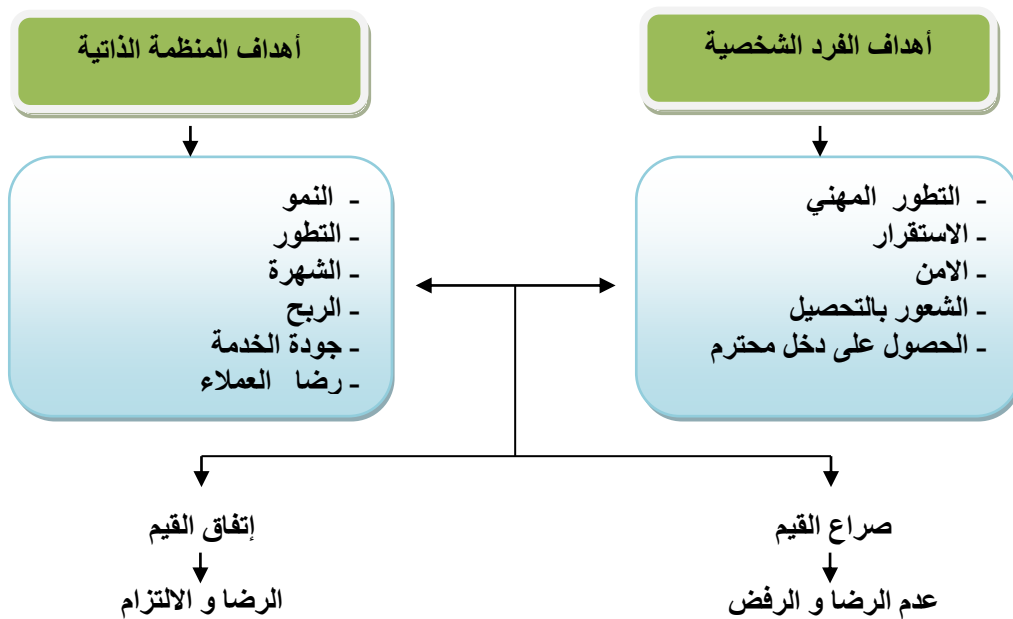 أهداف الفرد الشخصية
أهداف المنظمة الذاتية
- التطور المهني
- الاستقرار
- الامن
- الشعور بالتحصيل
- الحصول على دخل محترم
- النمو
- التطور
- الشهرة
- الربح
- جودة الخدمة
- رضا العملاء
صراع القيم
إتفاق القيم
عدم الرضا و الرفض
الرضا و الالتزام